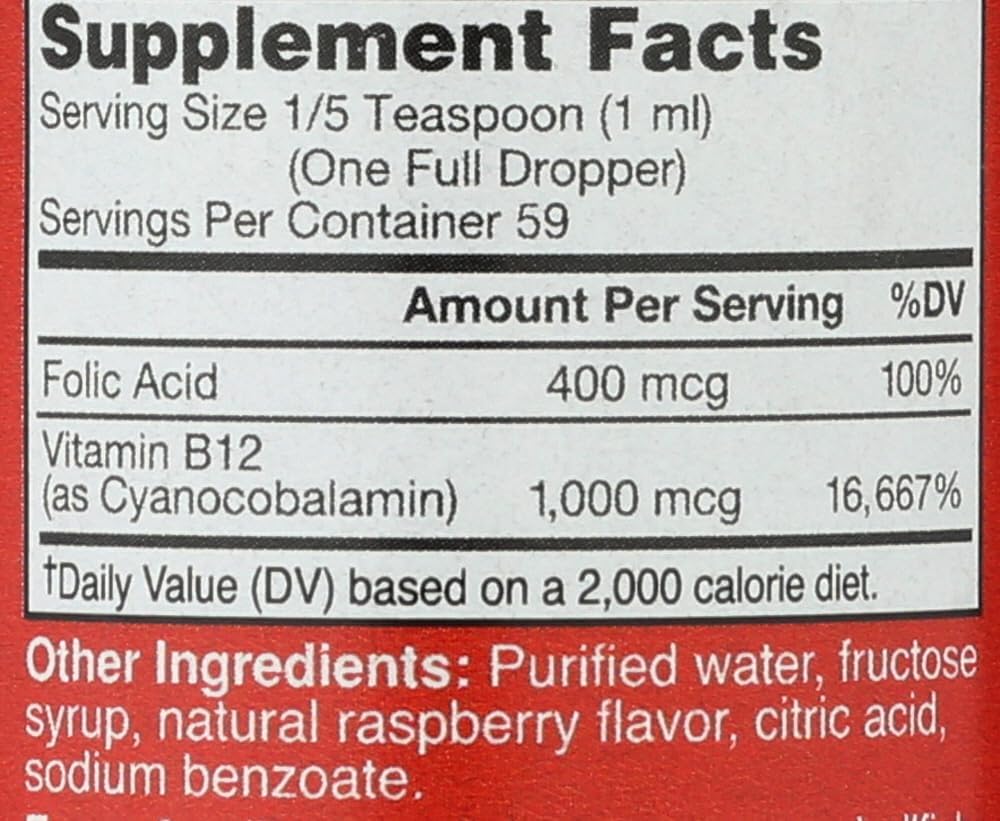 Supplement Facts
Serving Size 1/5 Teaspoon (1 ml)
(One Full Dropper)
Servings Per Container 59
Amount Per Serving %DV
Folic Acid 400 mcg 100%
Vitamin B12
(as Cyanocobalamin) 1,000 mcg 16,667%
†Daily Value (DV) based on a 2,000 calorie diet.
Other Ingredients: Purified water, fructose
syrup, natural raspberry flavor, citric acid,
sodium benzoate.